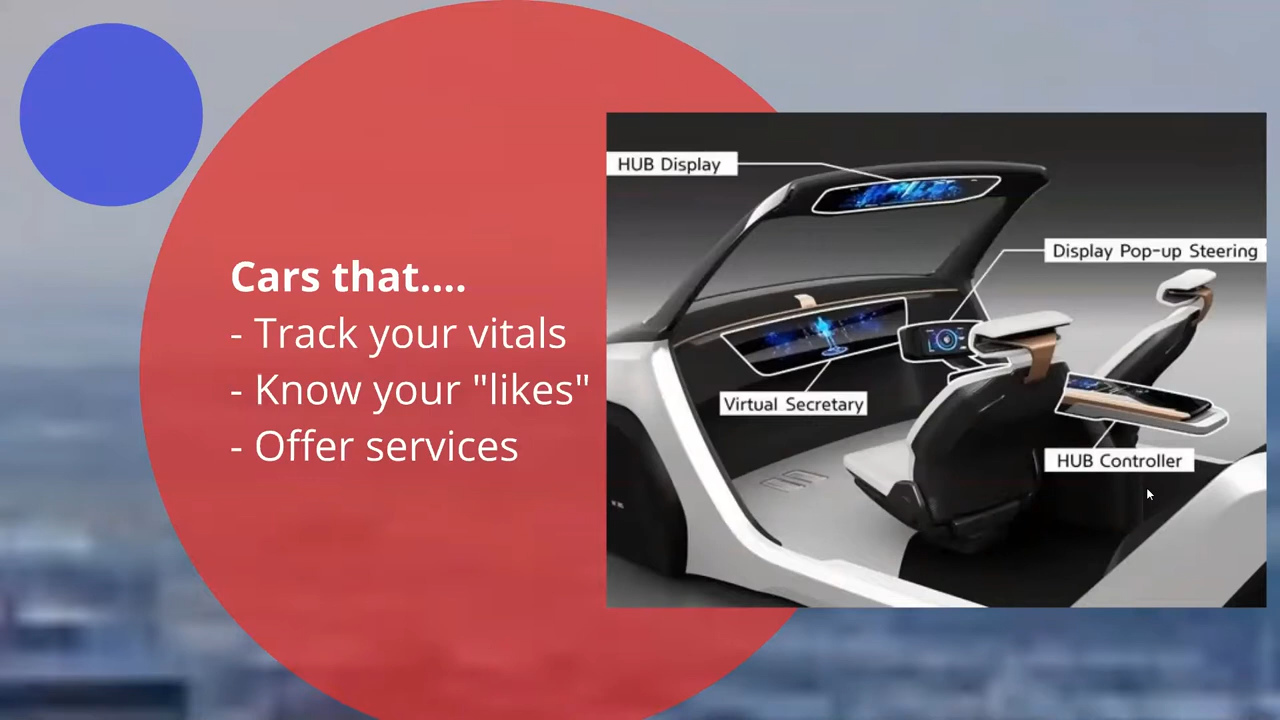 Cars that....
- Track your vitals
- Know your "likes"
- Offer services
HUB Display
Display Pop-up Steering
Virtual Secretary
HUB Controller